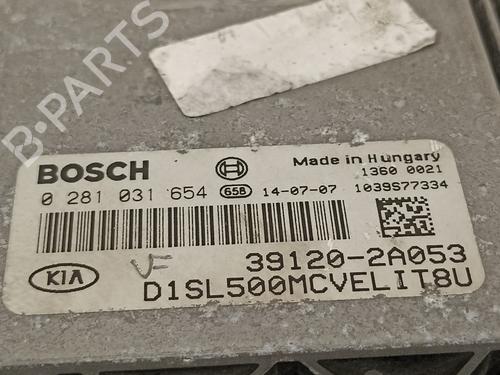 B-PARTS
BOSCH
Made in Hungary
1360 0021
0 281 031 654 65B 14-07-07 1039S77334
39120-2A053
KIA
D1SL500MCVELIT8U